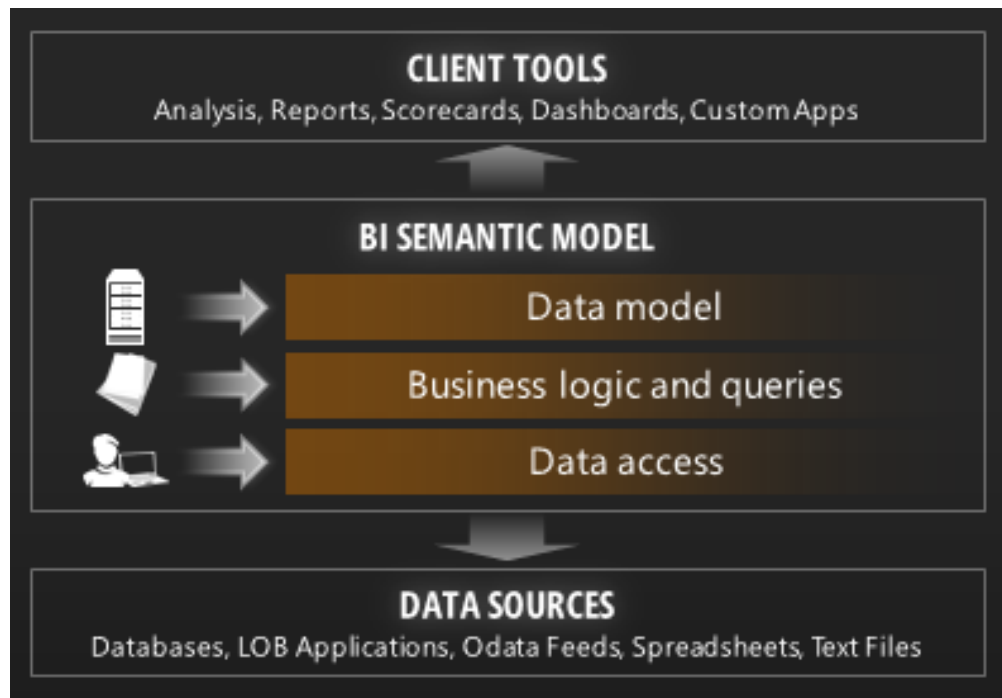 CLIENT TOOLS
Analysis, Reports, Scorecards, Dashboards, Custom Apps
BI SEMANTIC MODEL
Data model
Business logic and queries
Data access
DATA SOURCES
Databases, LOB Applications, Odata Feeds, Spreadsheets, Text Files